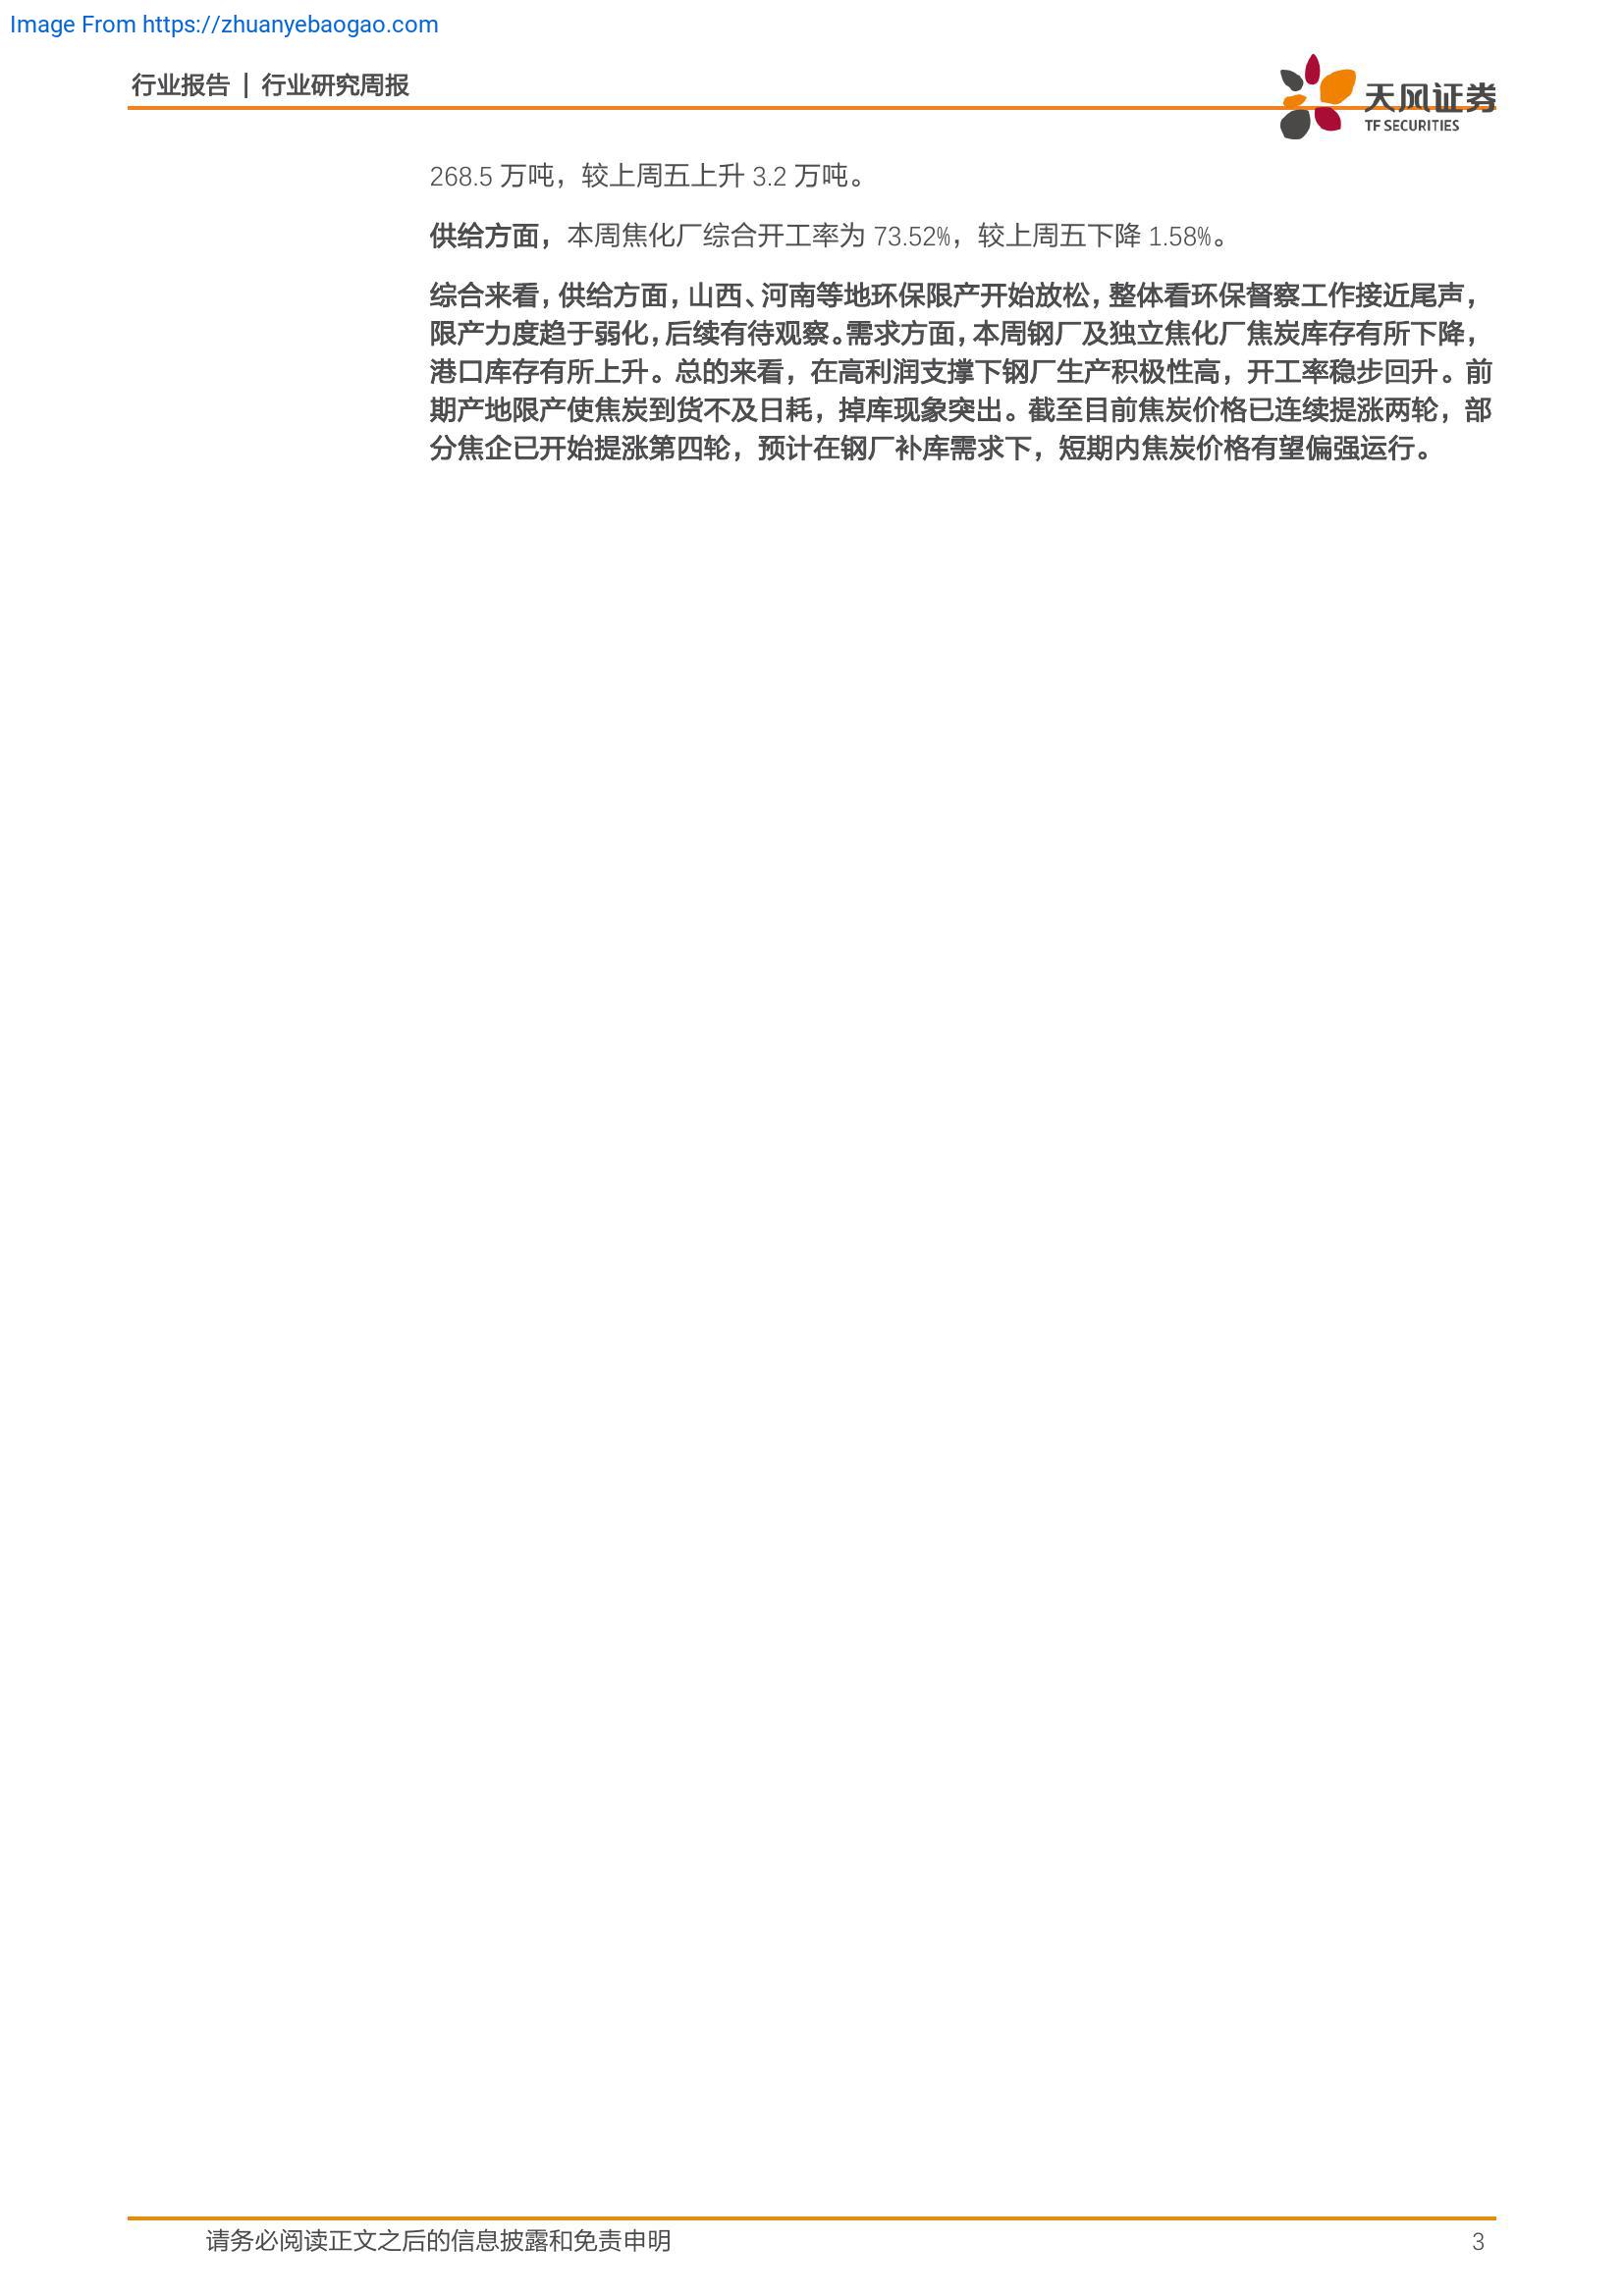 Image From https://zhuanyebaogao.com
行业报告 | 行业研究周报
天风证券
TF SECURITIES
268.5 万吨，较上周五上升 3.2 万吨。
供给方面，本周焦化厂综合开工率为 73.52%，较上周五下降 1.58%。
综合来看，供给方面，山西、河南等地环保限产开始放松，整体看环保督察工作接近尾声，
限产力度趋于弱化，后续有待观察。需求方面，本周钢厂及独立焦化厂焦炭库存有所下降，
港口库存有所上升。总的来看，在高利润支撑下钢厂生产积极性高，开工率稳步回升。前
期产地限产使焦炭到货不及日耗，掉库现象突出。截至目前焦炭价格已连续提涨两轮，部
分焦企已开始提涨第四轮，预计在钢厂补库需求下，短期内焦炭价格有望偏强运行。
请务必阅读正文之后的信息披露和免责申明
3